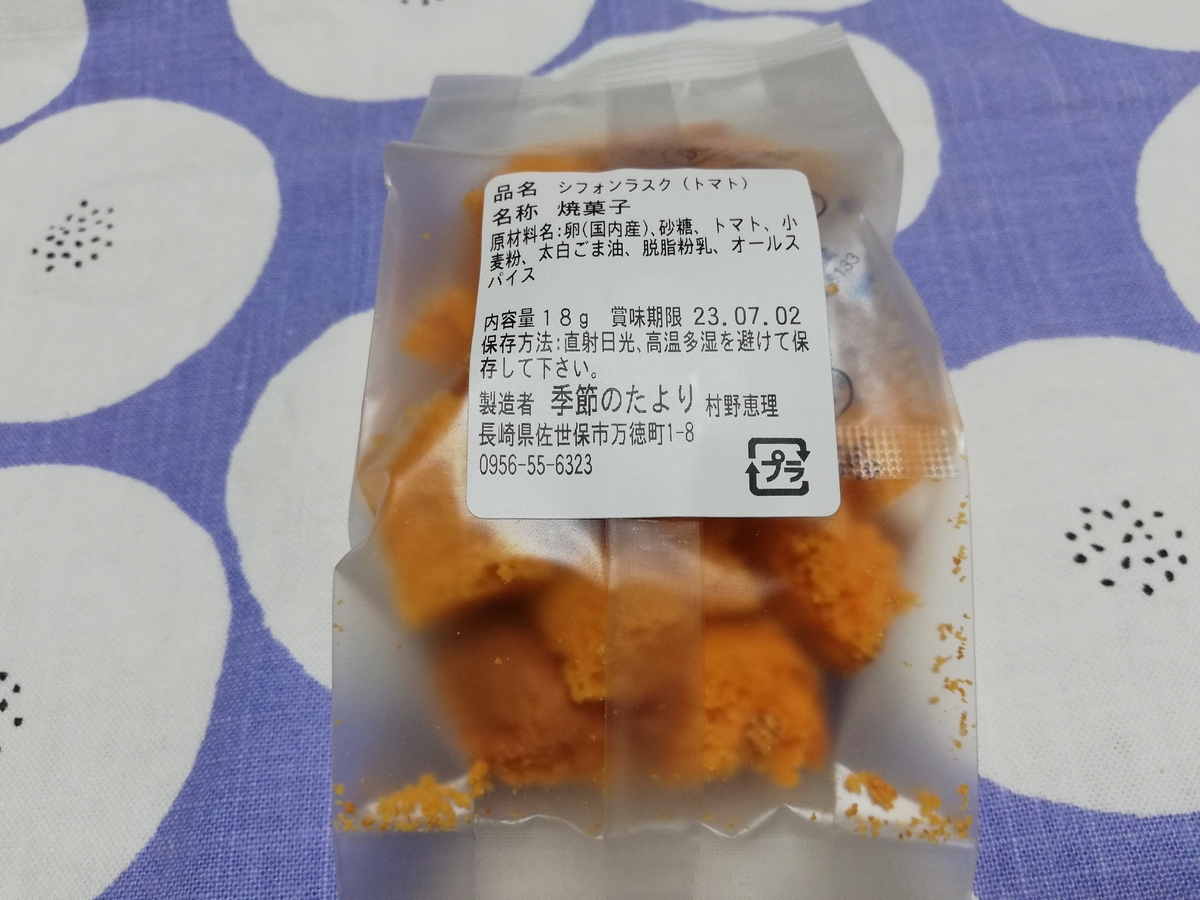 品名 シフォンラスク(トマト)
名称 焼菓子
原材料名:卵(国内産)、砂糖、トマト、小
麦粉、太白ごま油、脱脂粉乳、オールス
パイス
内容量18g 賞味期限 23.07.02
保存方法:直射日光、高温多湿を避けて保
存して下さい。
製造者 季節のたより 村野恵理
長崎県佐世保市万徳町1-8
0956-55-6323
プラ
133